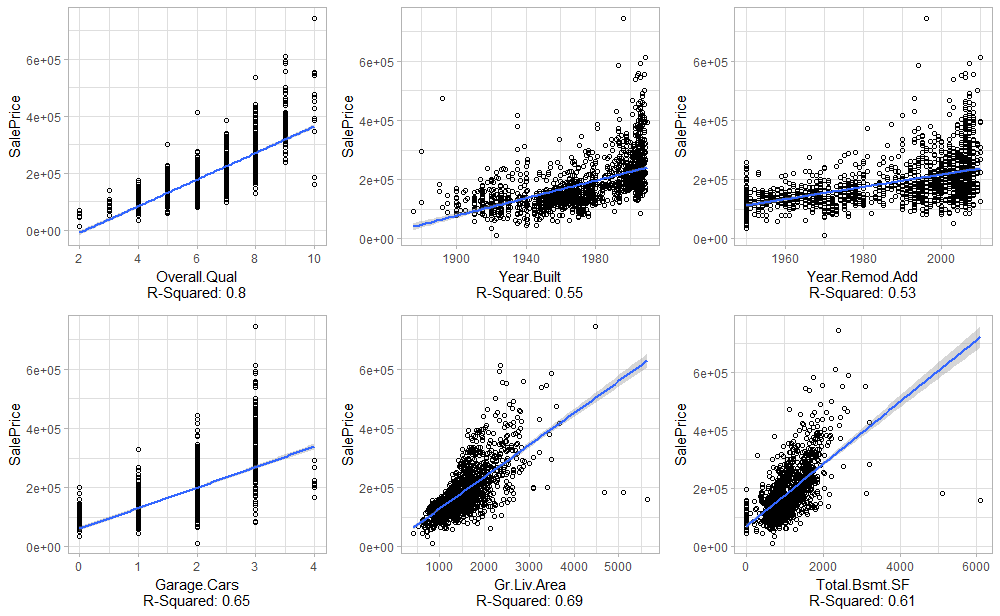 SalePrice
6e+05
4e+05
2e+05
0e+00
2 4 6 8 10
Overall.Qual
R-Squared: 0.8
SalePrice
6e+05
4e+05
2e+05
0e+00
1900 1940 1980
Year.Built
R-Squared: 0.55
SalePrice
6e+05
4e+05
2e+05
0e+00
1960 1980 2000
Year.Remod.Add
R-Squared: 0.53
SalePrice
6e+05
4e+05
2e+05
0e+00
0 1 2 3 4
Garage.Cars
R-Squared: 0.65
SalePrice
6e+05
4e+05
2e+05
0e+00
1000 2000 3000 4000 5000
Gr.Liv.Area
R-Squared: 0.69
SalePrice
6e+05
4e+05
2e+05
0e+00
0 2000 4000 6000
Total.Bsmt.SF
R-Squared: 0.61